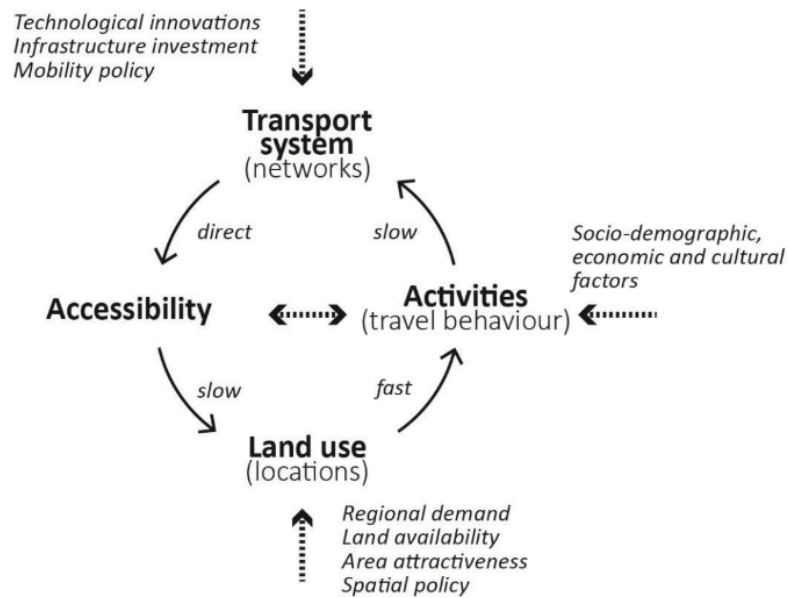 Technological innovations
Infrastructure investment
Mobility policy
Transport
system
(networks)
direct
slow
Socio-demographic,
economic and cultural
factors
Accessibility
Activities
(travel behaviour)
slow
fast
Land use
(locations)
Regional demand
Land availability
Area attractiveness
Spatial policy